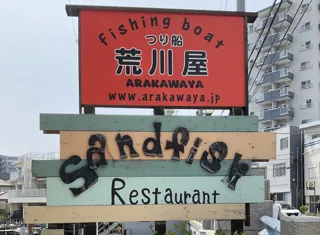 fishing boat
つり船
荒川屋
ARAKAWAYA
www.arakawaya.jp
Sandfish
Restaurant